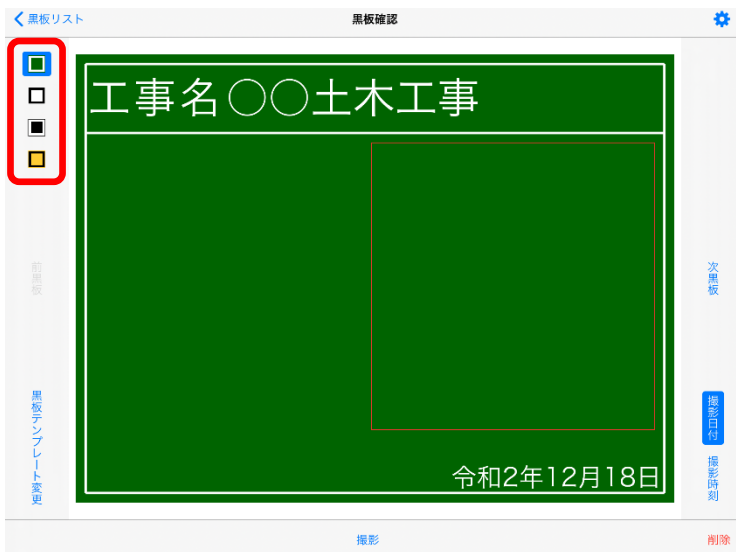 黒板リスト
黒板確認
工事名○○土木工事
前黒板
次黒板
黒板テンプレート変更
撮影日付
撮影時刻
令和2年12月18日
撮影
削除